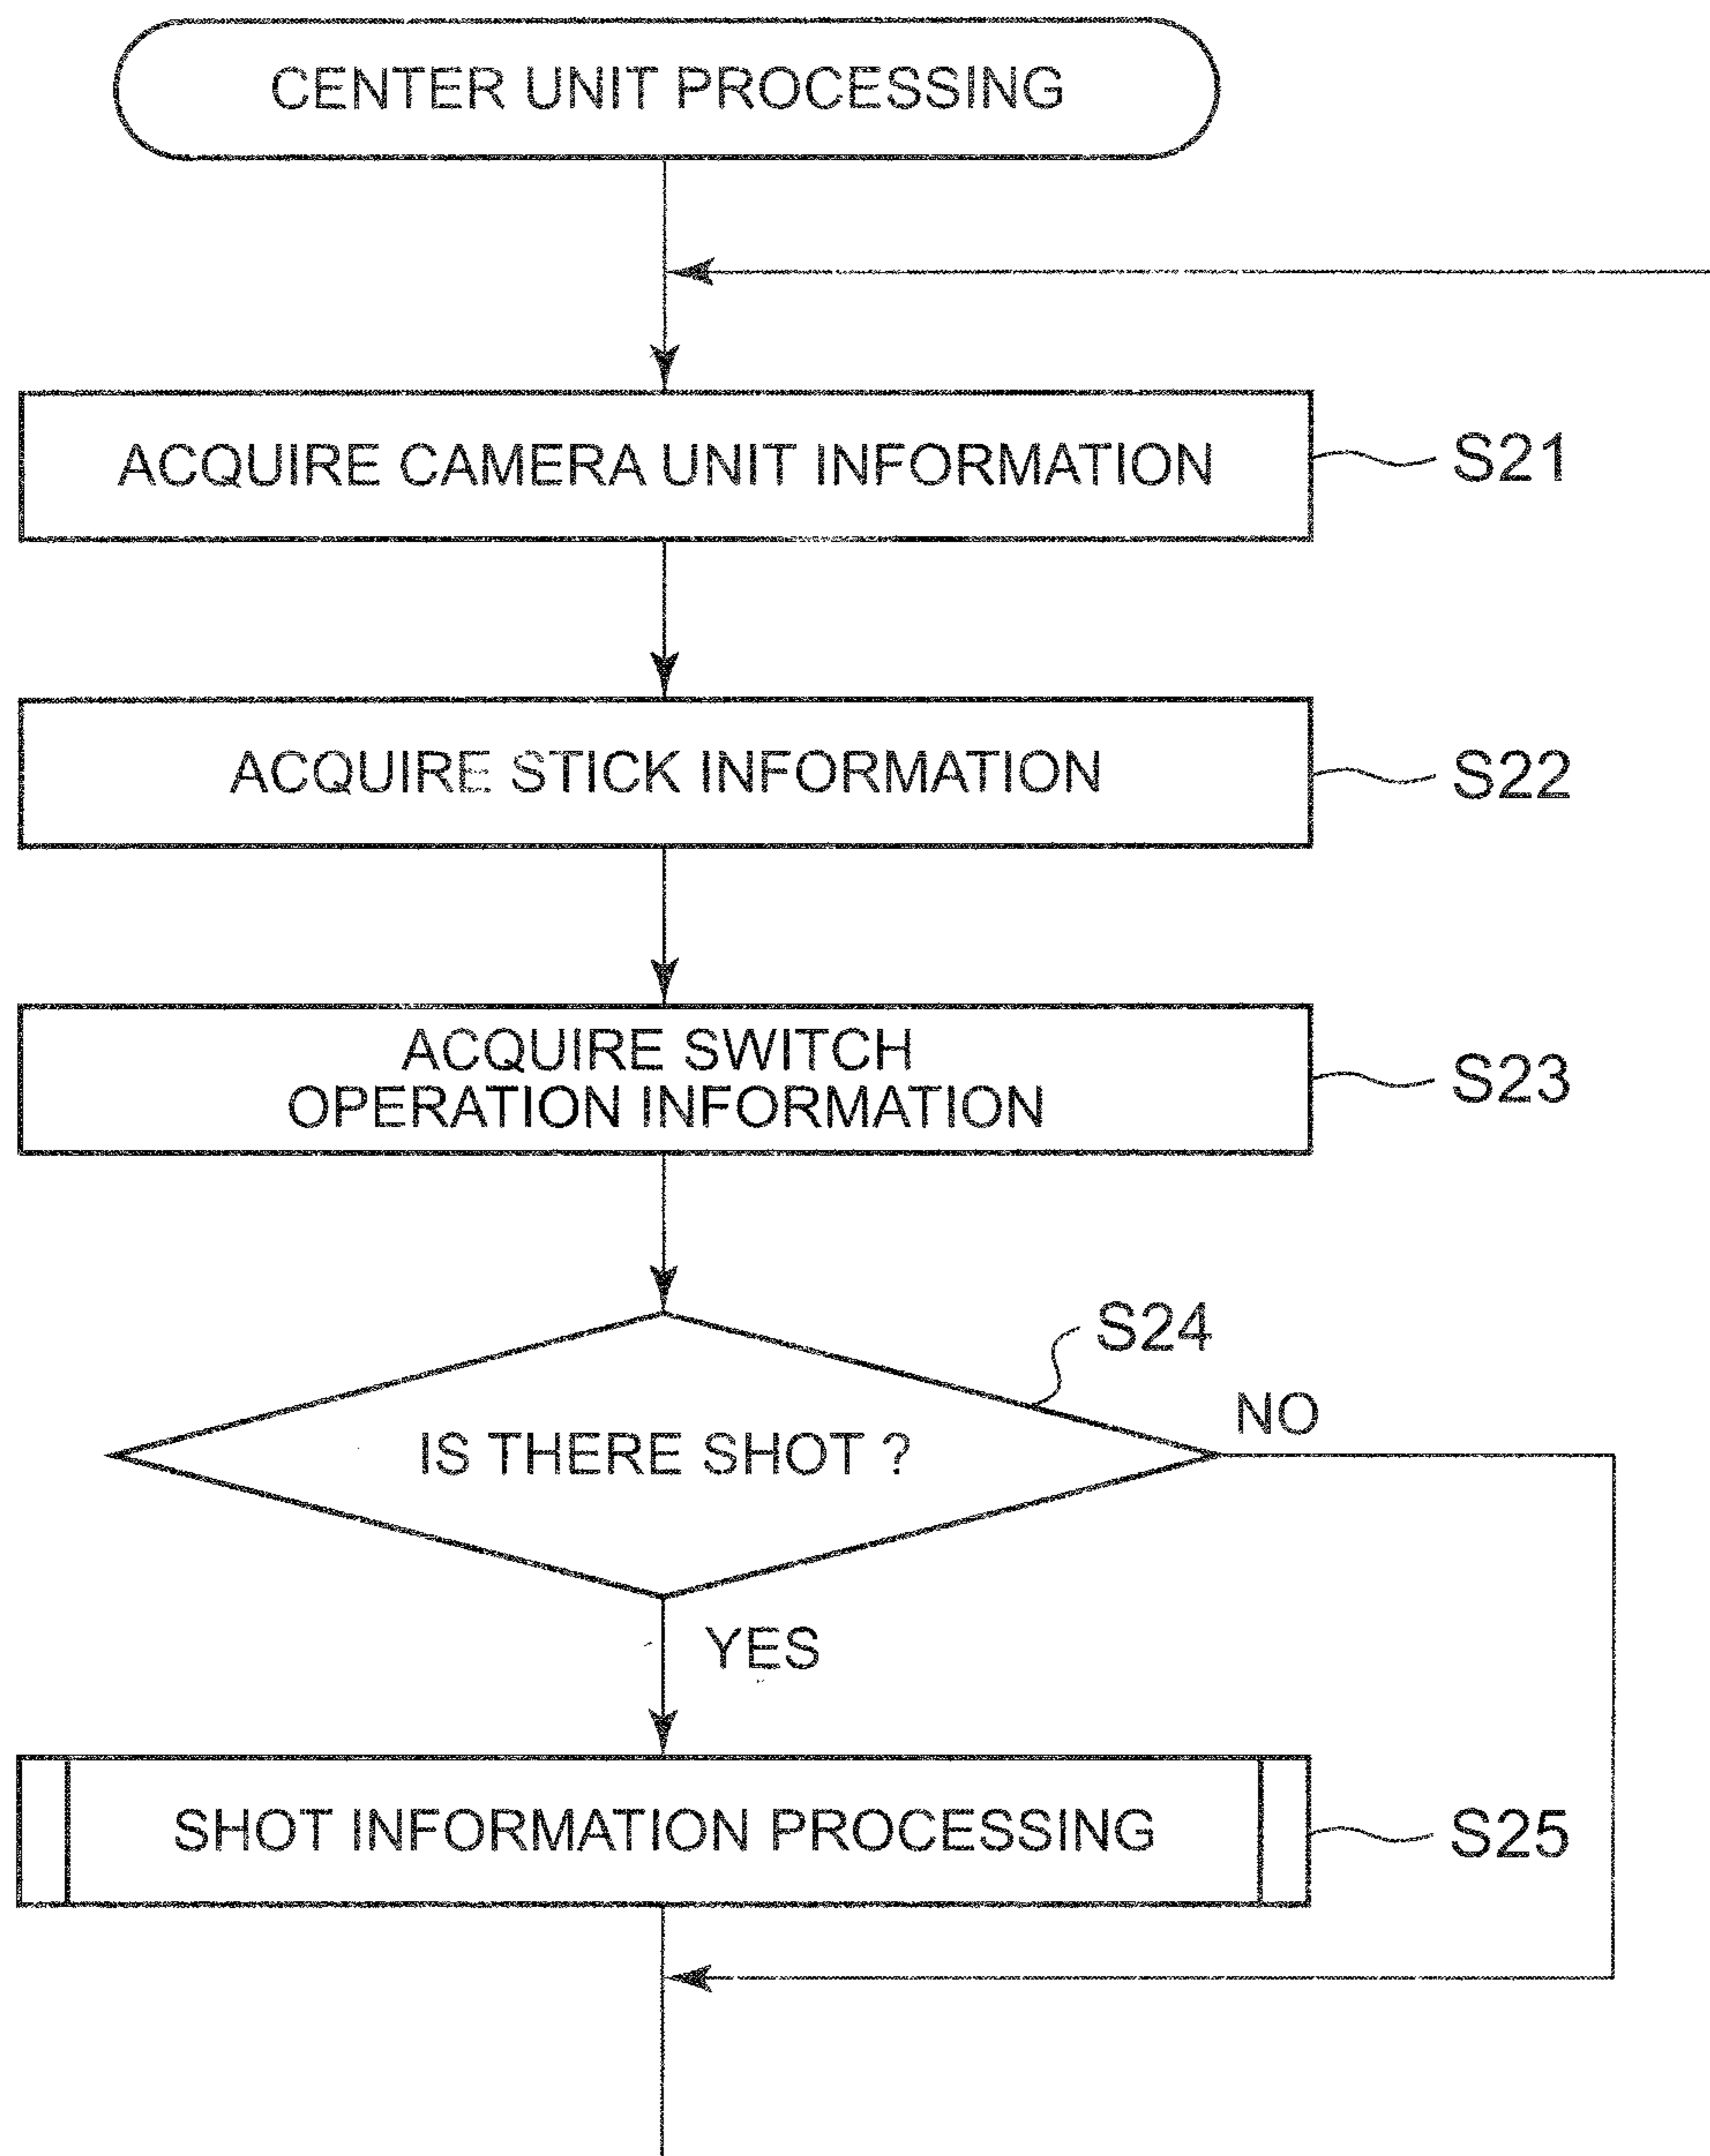 CENTER UNIT PROCESSING
ACQUIRE CAMERA UNIT INFORMATION
S21
ACQUIRE STICK INFORMATION
S22
ACQUIRE SWITCH
OPERATION INFORMATION
S23
S24
IS THERE SHOT ?
NO
YES
SHOT INFORMATION PROCESSING
S25